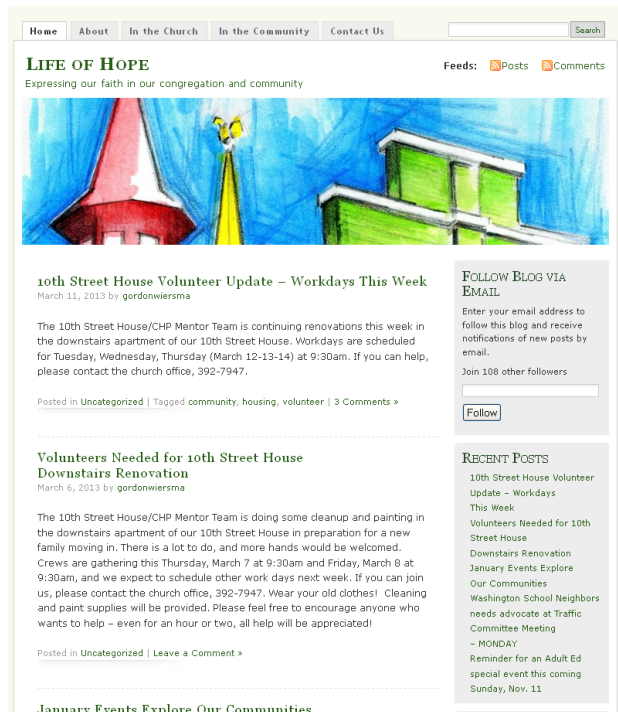 Home
About
In the Church
In the Community
Contact Us
Search
Life of Hope
Expressing our faith in our congregation and community
Feeds:
Posts
Comments
10th Street House Volunteer Update – Workdays This Week
March 11, 2013 by gordonwiersma
The 10th Street House/CHP Mentor Team is continuing renovations this week in
the downstairs apartment of our 10th Street House. Workdays are scheduled
for Tuesday, Wednesday, Thursday (March 12-13-14) at 9:30am. If you can help,
please contact the church office, 392-7947.
Posted in Uncategorized | Tagged community, housing, volunteer | 3 Comments »
Volunteers Needed for 10th Street House
Downstairs Renovation
March 6, 2013 by gordonwiersma
The 10th Street House/CHP Mentor Team is doing some cleanup and painting in
the downstairs apartment of our 10th Street House in preparation for a new
family moving in. There is a lot to do, and more hands would be welcomed.
Crews are gathering this Thursday, March 7 at 9:30am and Friday, March 8 at
9:30am, and we expect to schedule other work days next week. If you can join
us, please contact the church office, 392-7947. Wear your old clothes! Cleaning
and paint supplies will be provided. Please feel free to encourage anyone who
wants to help – even for an hour or two, all help will be appreciated!
Posted in Uncategorized | Leave a Comment »
January Events Explore Our Communities
Follow Blog via
Email
Enter your email address to
follow this blog and receive
notifications of new posts by
email.
Join 108 other followers
Follow
Recent Posts
10th Street House Volunteer
Update – Workdays
This Week
Volunteers Needed for 10th
Street House
Downstairs Renovation
January Events Explore
Our Communities
Washington School Neighbors
needs advocate at Traffic
Committee Meeting
– MONDAY
Reminder for an Adult Ed
special event this coming
Sunday, Nov. 11